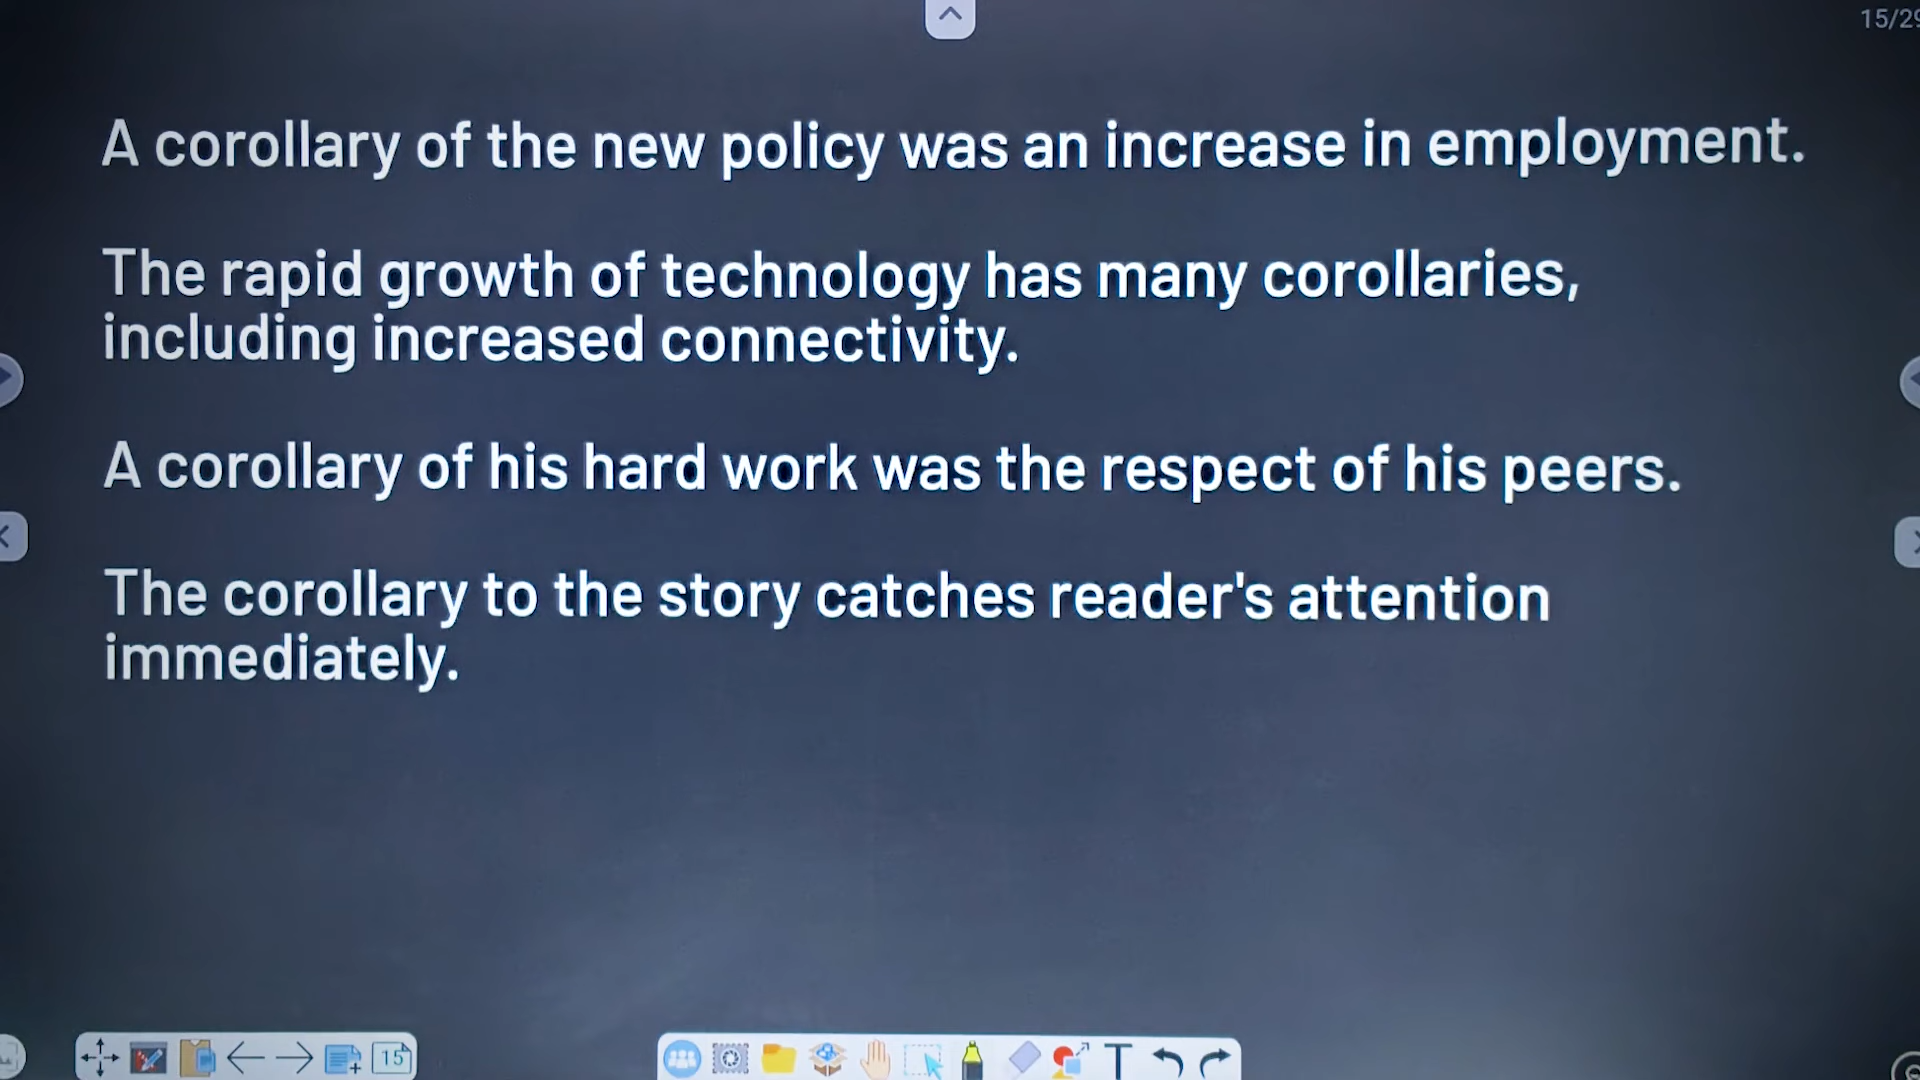 15/29
A corollary of the new policy was an increase in employment.
The rapid growth of technology has many corollaries,
including increased connectivity.
A corollary of his hard work was the respect of his peers.
The corollary to the story catches reader's attention
immediately.
15